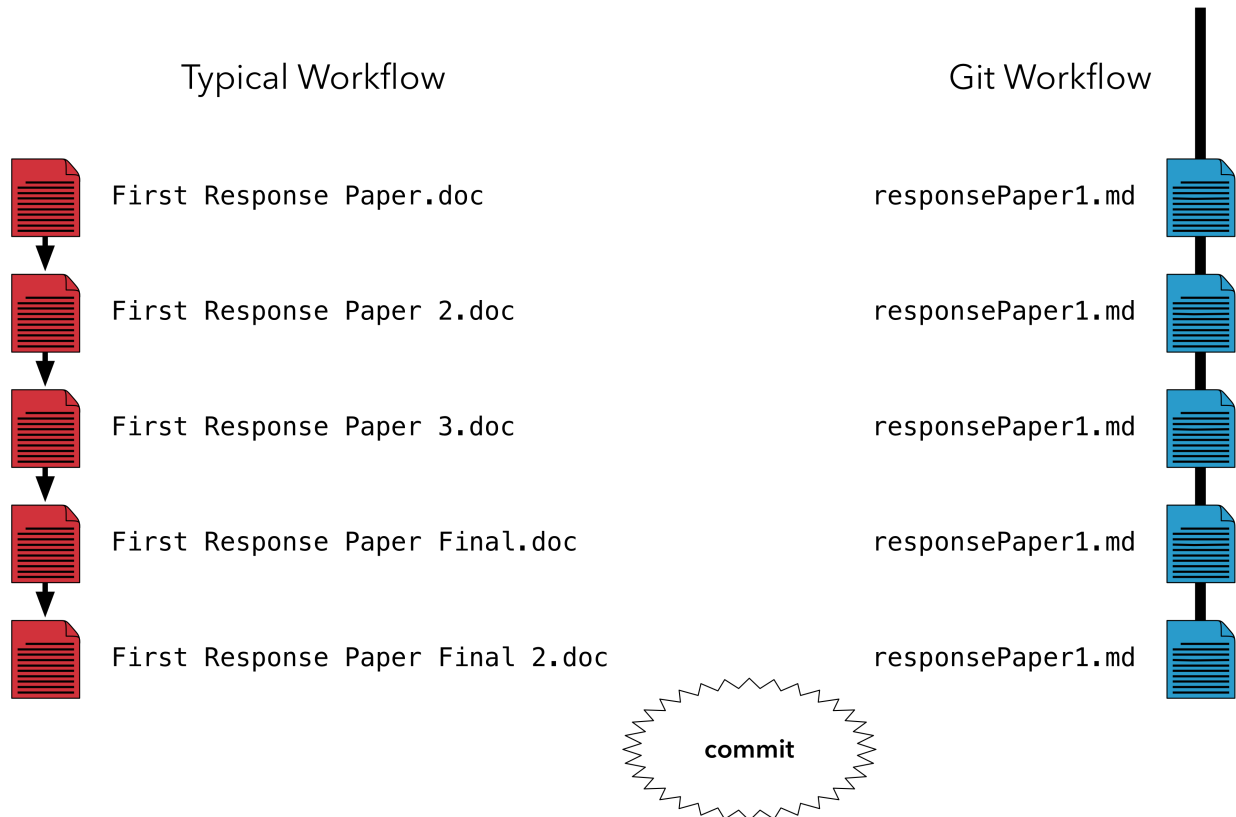 Typical Workflow
Git Workflow
First Response Paper.doc
responsePaper1.md
First Response Paper 2.doc
responsePaper1.md
First Response Paper 3.doc
responsePaper1.md
First Response Paper Final.doc
responsePaper1.md
First Response Paper Final 2.doc
responsePaper1.md
commit